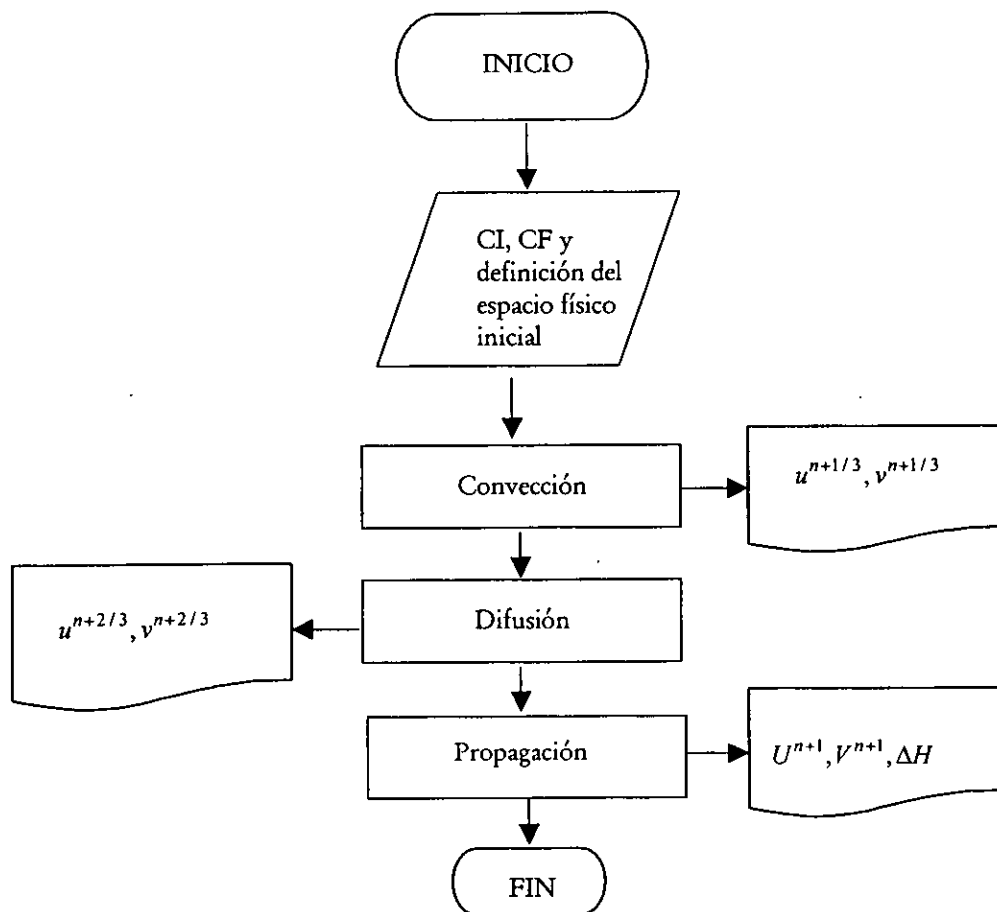 INICIO
CI, CF y
definición del
espacio físico
inicial
Convección
u^{n+1/3}, v^{n+1/3}
Difusión
u^{n+2/3}, v^{n+2/3}
Propagación
U^{n+1}, V^{n+1}, ΔH
FIN